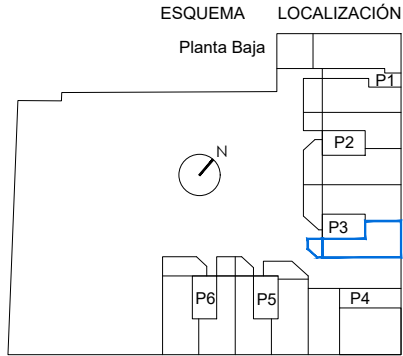 ESQUEMA LOCALIZACIÓN
Planta Baja
P1
P2
N
P3
P6 P5 P4